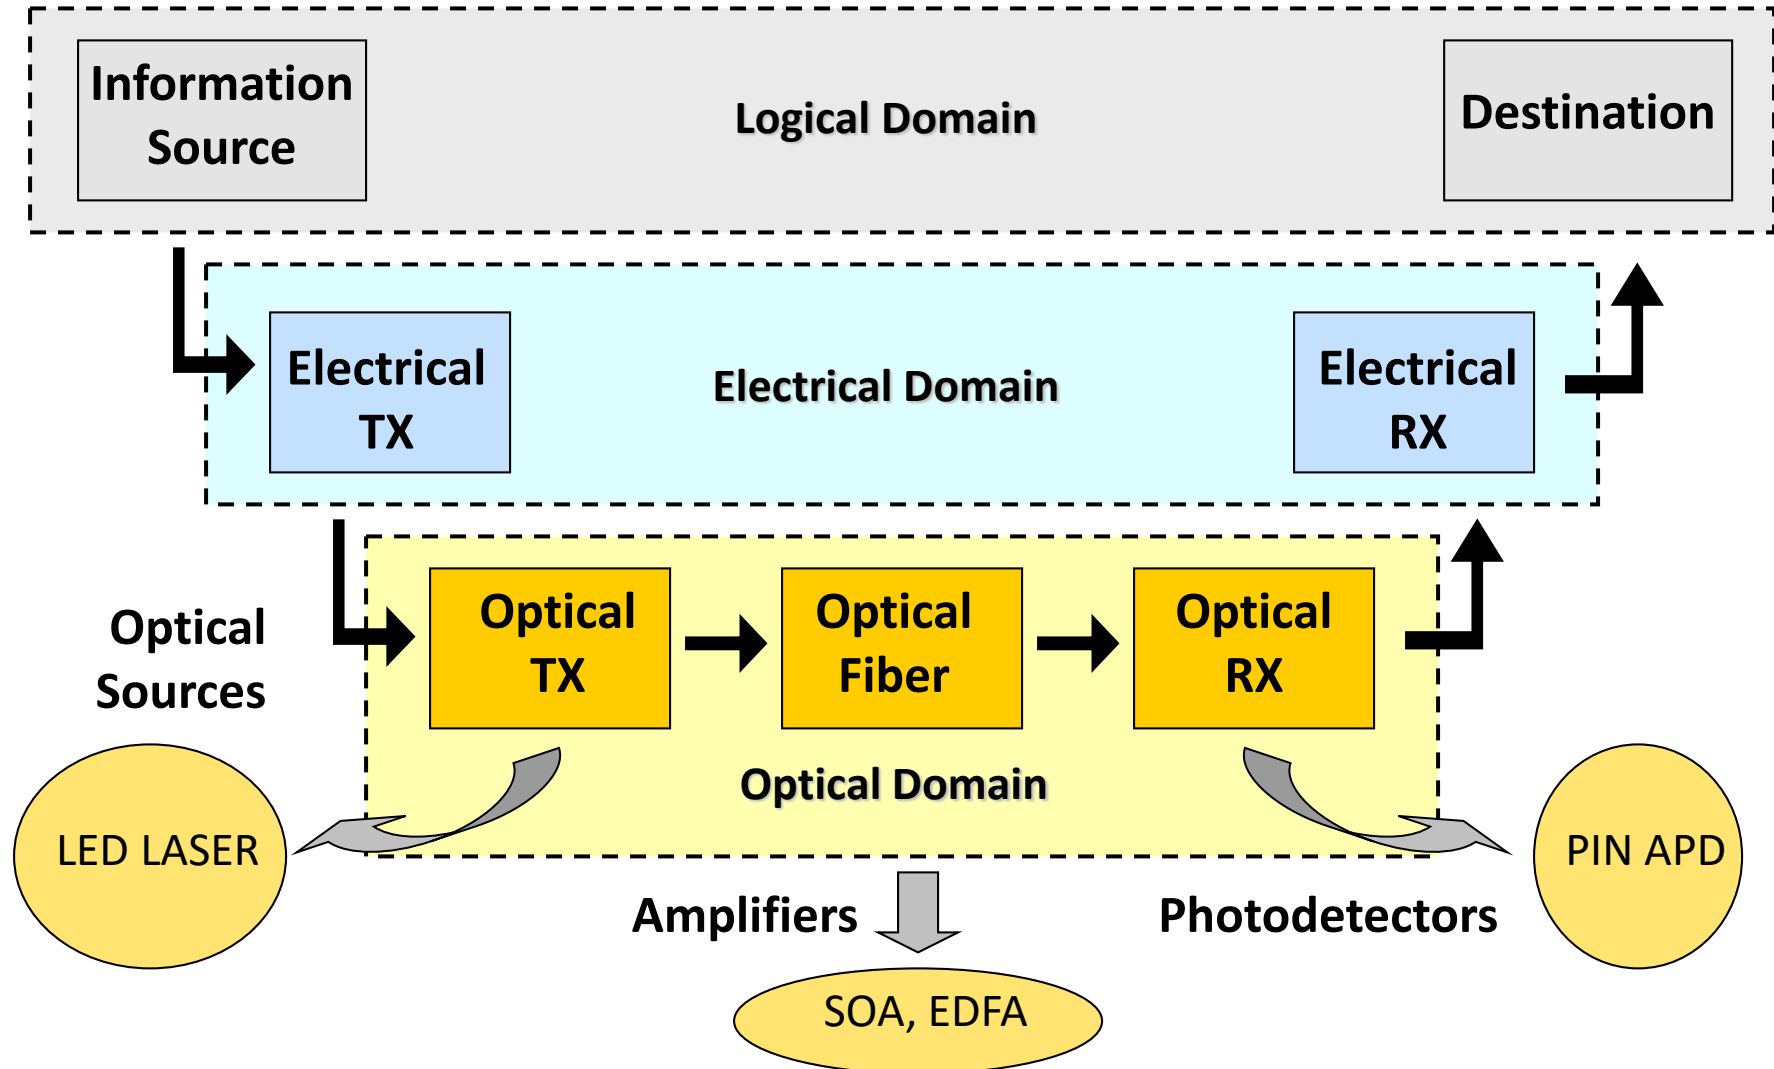 Information
Source
Logical Domain
Destination
Electrical
TX
Electrical Domain
Electrical
RX
Optical
Sources
Optical
TX
Optical
Fiber
Optical
RX
Optical Domain
LED LASER
Amplifiers
Photodetectors
PIN APD
SOA, EDFA